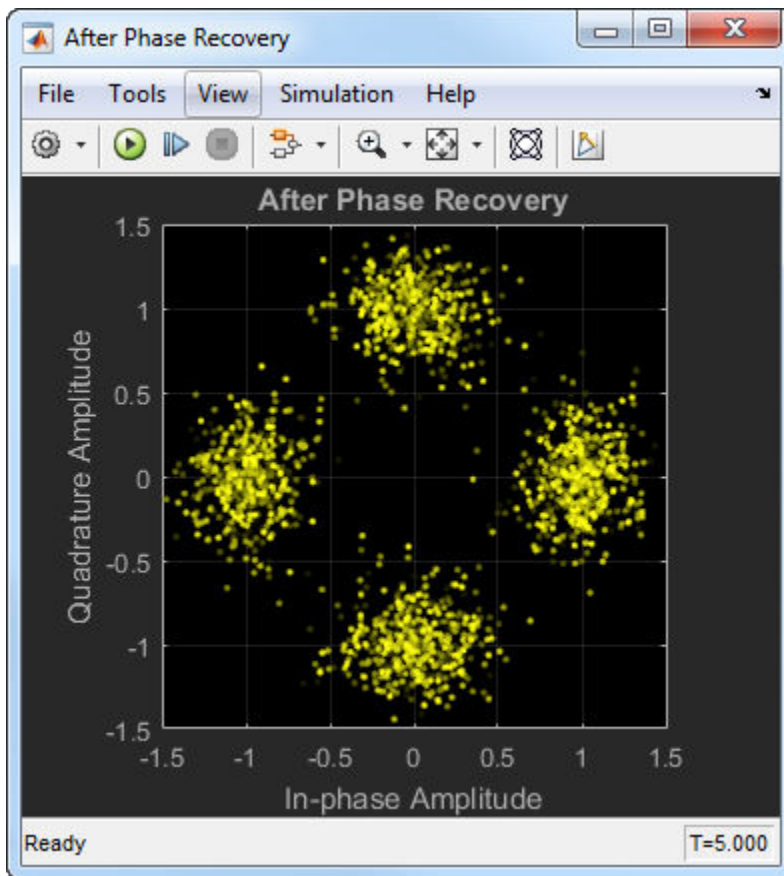 After Phase Recovery
File Tools View Simulation Help
After Phase Recovery
Quadrature Amplitude
1.5
1
0.5
0
-0.5
-1
-1.5
-1.5 -1 -0.5 0 0.5 1 1.5
In-phase Amplitude
Ready T=5.000